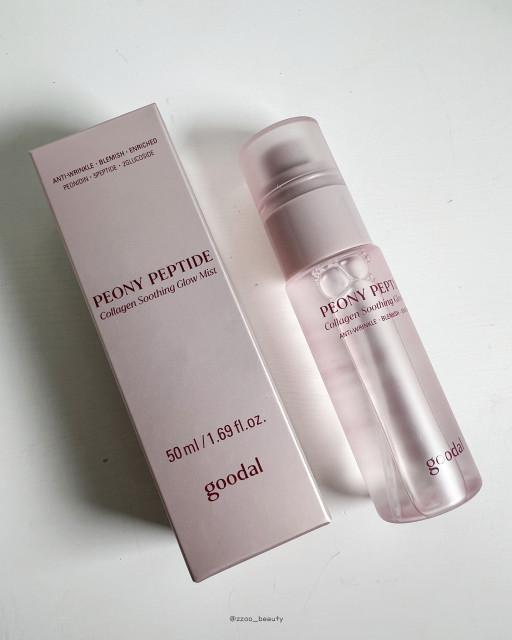 ANTI-WRINKLE · BLEMISH · ENRICHED
PEONIDIN · 5PEPTIDE · 2GLUCOSIDE
PEONY PEPTIDE
Collagen Soothing Glow Mist
50 ml / 1.69 fl.oz.
goodal
PEONY PEPT
Collagen Soothing G
ANTI-WRINKLE · BLEMISH ·
goodal
@zzoo_beauty